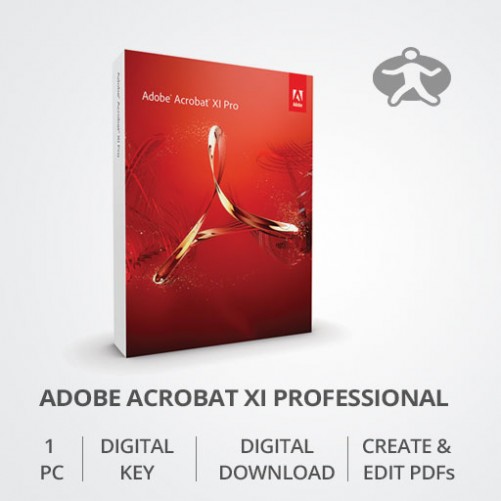 Adobe® Acrobat® XI Pro
Adobe
Adobe® Acrobat® XI Pro
ADOBE ACROBAT XI PROFESSIONAL
1 PC
DIGITAL KEY
DIGITAL DOWNLOAD
CREATE & EDIT PDFs